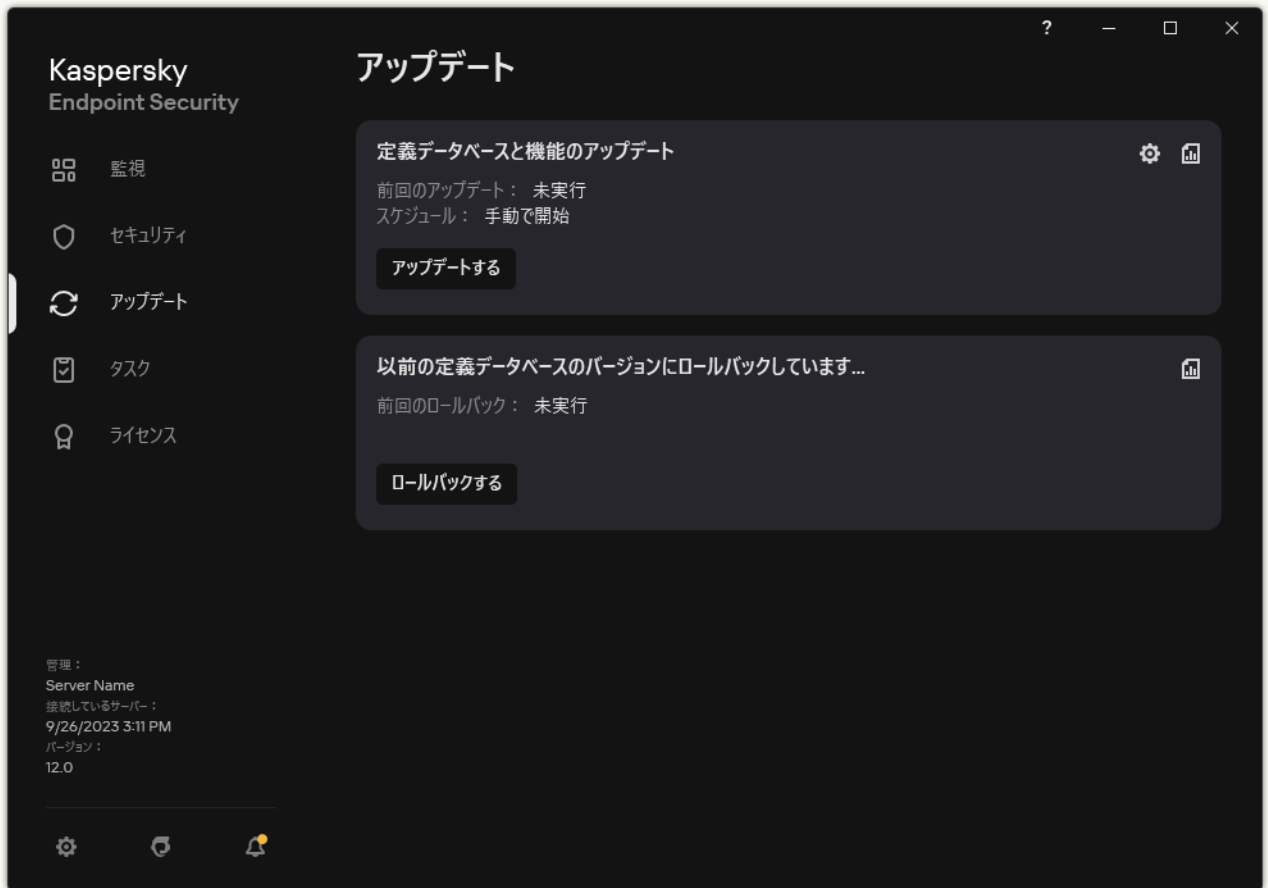 ?
Kaspersky
Endpoint Security
監視
セキュリティ
アップデート
タスク
ライセンス
管理：
Server Name
接続しているサーバー：
9/26/2023 3:11 PM
バージョン：
12.0
アップデート
定義データベースと機能のアップデート
前回のアップデート： 未実行
スケジュール： 手動で開始
アップデートする
以前の定義データベースのバージョンにロールバックしています...
前回のロールバック： 未実行
ロールバックする